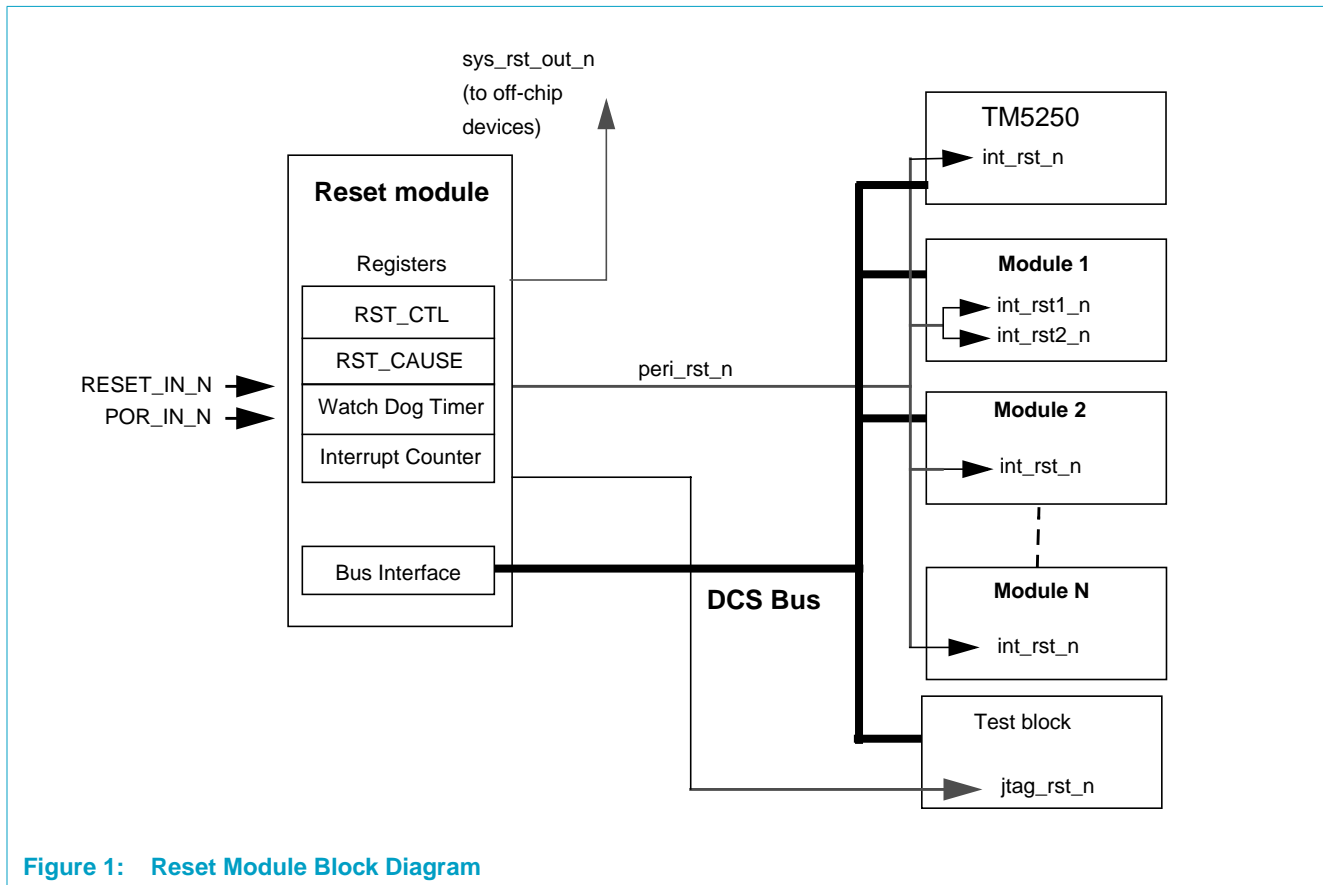 sys_rst_out_n
(to off-chip
devices)
Reset module
Registers
RST_CTL
RST_CAUSE
Watch Dog Timer
Interrupt Counter
Bus Interface
RESET_IN_N
POR_IN_N
peri_rst_n
DCS Bus
TM5250
int_rst_n
Module 1
int_rst1_n
int_rst2_n
Module 2
int_rst_n
Module N
int_rst_n
Test block
jtag_rst_n
Figure 1: Reset Module Block Diagram